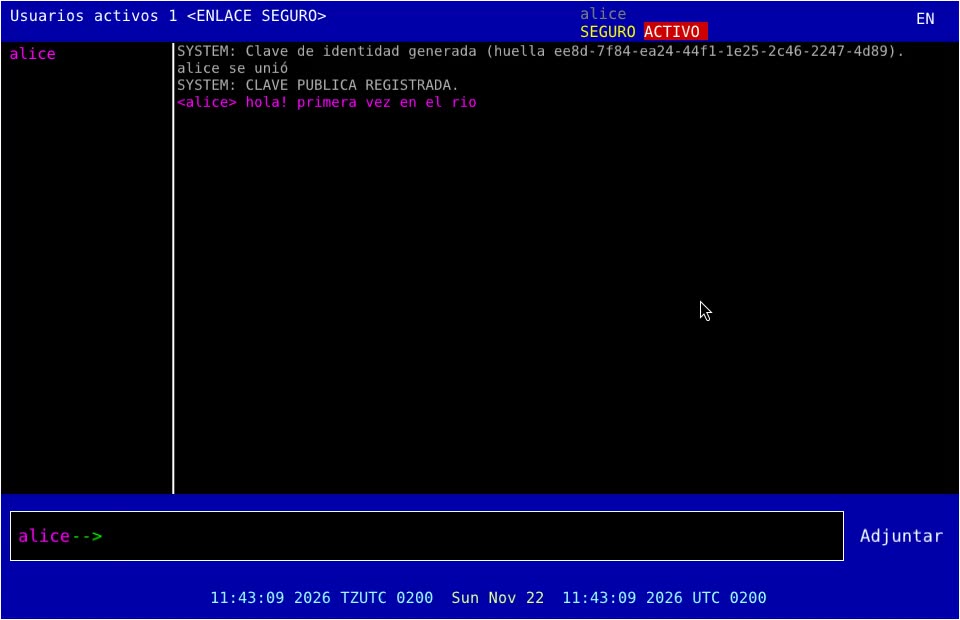 Usuarios activos 1 <ENLACE SEGURO>
alice
SEGURO ACTIVO
EN
alice
SYSTEM: Clave de identidad generada (huella ee8d-7f84-ea24-44f1-1e25-2c46-2247-4d89).
alice se unió
SYSTEM: CLAVE PUBLICA REGISTRADA.
<alice> hola! primera vez en el rio
alice-->
Adjuntar
11:43:09 2026 TZUTC 0200 Sun Nov 22 11:43:09 2026 UTC 0200